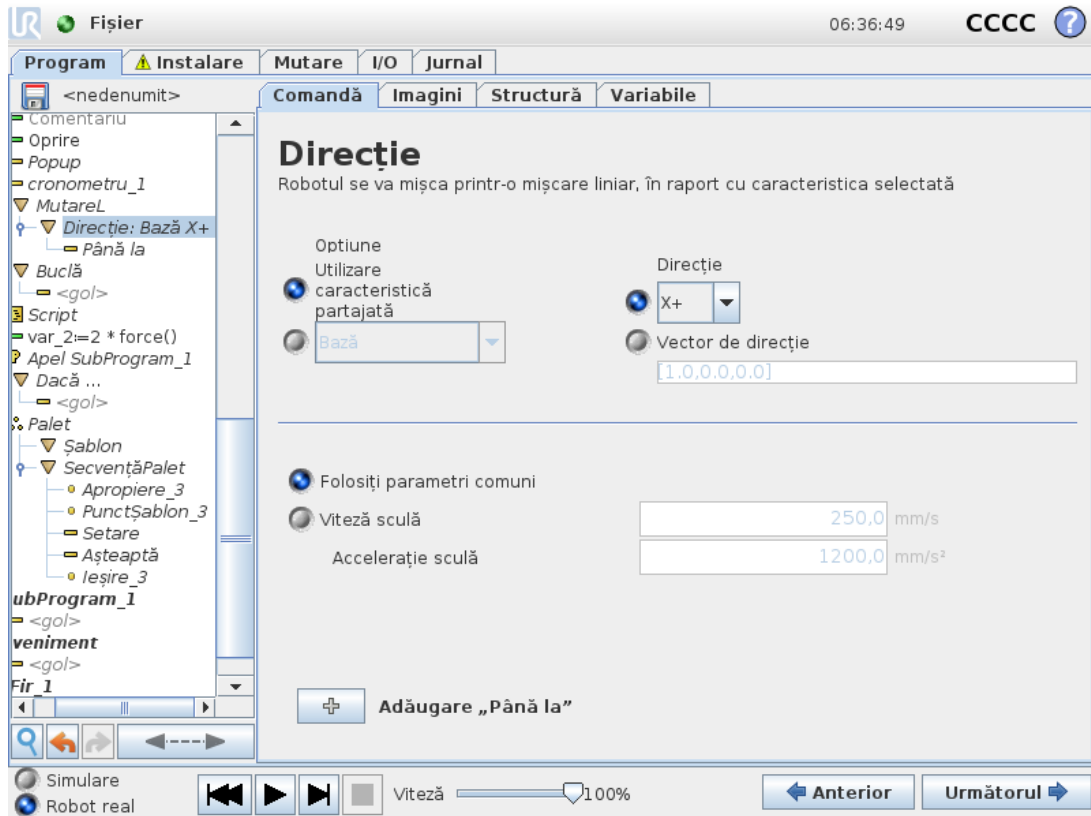 Fișier
06:36:49
CCCC
Program
Instalare
Mutare
I/O
Jurnal
<nedenumit>
Comandă
Imagini
Structură
Variabile
Comentariu
Oprire
Popup
cronometru_1
MutareL
Direcție: Bază X+
Până la
Buclă
<gol>
Script
var_2:=2 * force()
Apel SubProgram_1
Dacă ...
<gol>
Palet
Șablon
SecvențăPalet
Apropiere_3
PunctȘablon_3
Setare
Așteaptă
Ieșire_3
ubProgram_1
<gol>
veniment
<gol>
Fir_1
Direcție
Robotul se va mișca printr-o mișcare liniar, în raport cu caracteristica selectată
Optiune
Utilizare
caracteristică
partajată
Bază
Direcție
X+
Vector de direcție
[1.0,0.0,0.0]
Folosiți parametri comuni
Viteză sculă
250,0 mm/s
Accelerație sculă
1200,0 mm/s²
Adăugare „Până la”
Simulare
Robot real
Viteză
100%
Anterior
Următorul